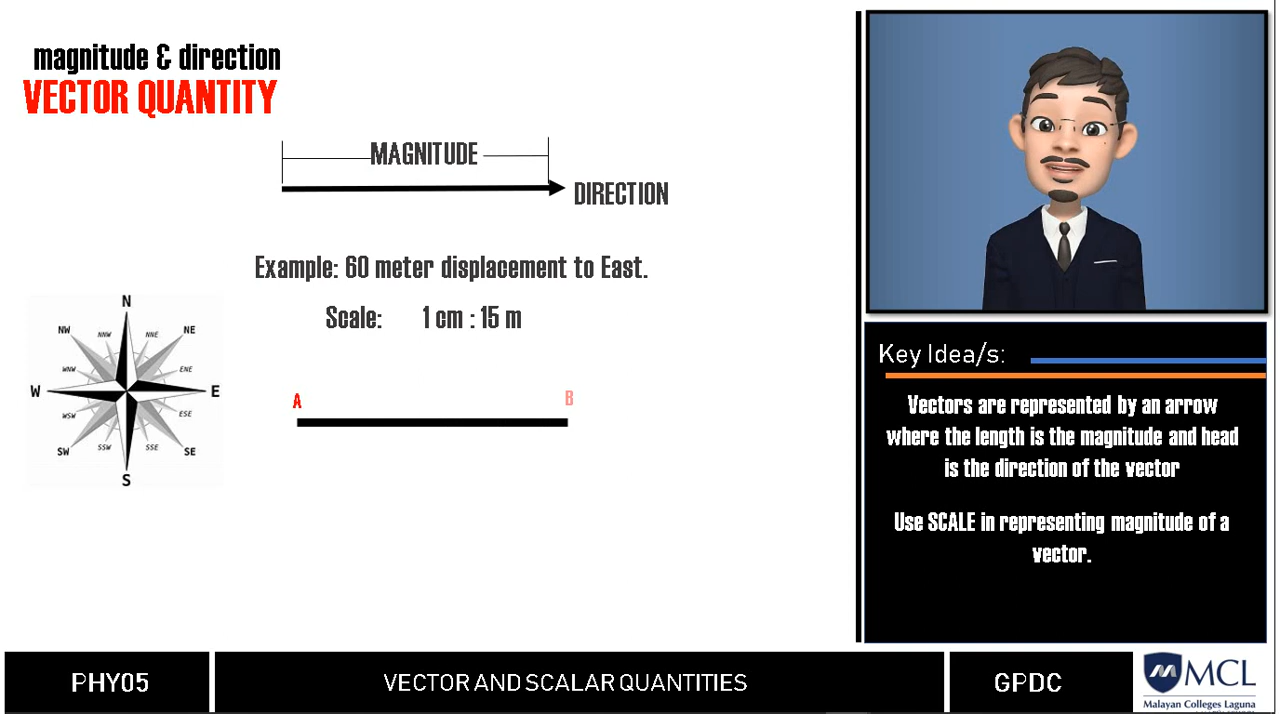 magnitude & direction
VECTOR QUANTITY
MAGNITUDE
DIRECTION
Example: 60 meter displacement to East.
Scale: 1 cm : 15 m
N
NW NNW NNE NE
WNW ENE
W E
WSW ESE
SW SSW SSE SE
S
A B
Key Idea/s:
Vectors are represented by an arrow
where the length is the magnitude and head
is the direction of the vector
Use SCALE in representing magnitude of a
vector.
PHY05
VECTOR AND SCALAR QUANTITIES
GPDC
MCL
Malayan Colleges Laguna